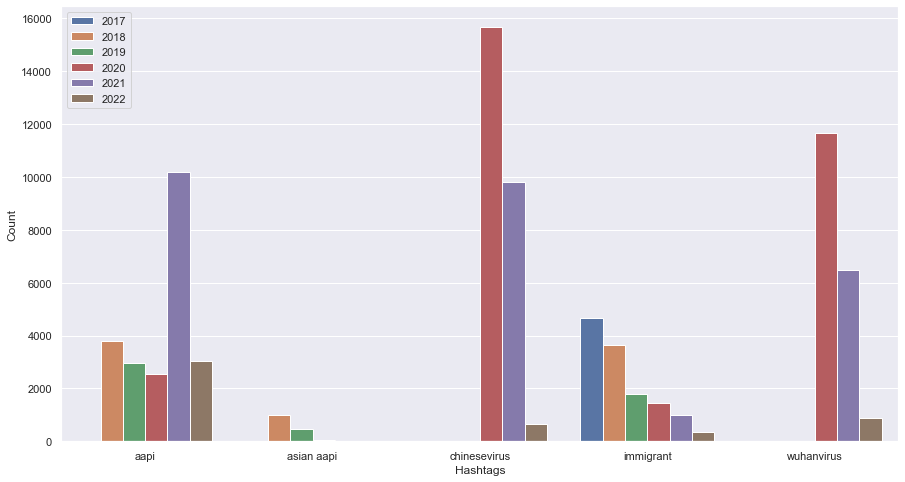 16000
14000
12000
10000
8000
6000
4000
2000
0
Count
2017
2018
2019
2020
2021
2022
aapi
asian aapi
chinesevirus
immigrant
wuhanvirus
Hashtags